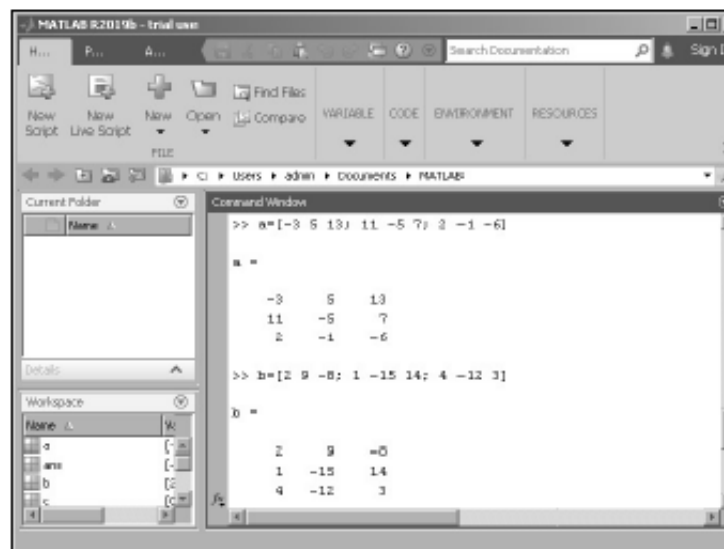 MATLAB R2019b - trial use
H... P... A... Search Documentation Sign I
New Script New Live Script New Open Find Files Compare VARIABLE CODE ENVIRONMENT RESOURCES
FILE
C: Users admin Documents MATLAB
Current Folder
Name
Details
Workspace
Name
a
ans
b
c
Command Window
>> a=[-3 5 13; 11 -5 7; 2 -1 -6]
a =
-3 5 13
11 -5 7
2 -1 -6
>> b=[2 9 -8; 1 -15 14; 4 -12 3]
b =
2 9 -8
1 -15 14
4 -12 3
fx